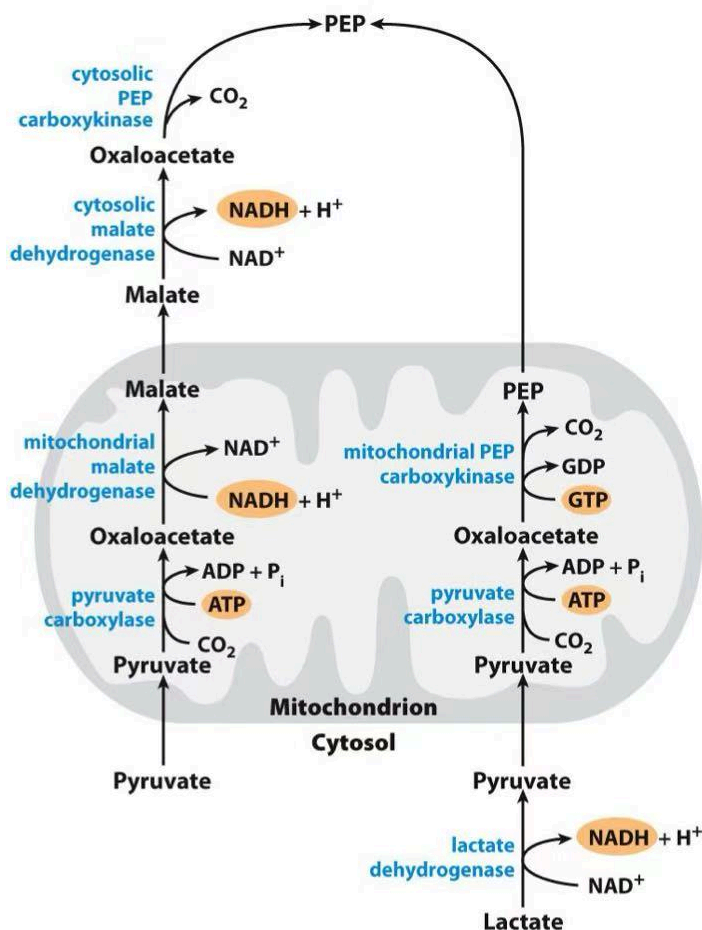 PEP
cytosolic
PEP
carboxykinase
CO₂
Oxaloacetate
cytosolic
malate
dehydrogenase
NADH + H⁺
NAD⁺
Malate
Malate
mitochondrial
malate
dehydrogenase
NAD⁺
NADH + H⁺
Oxaloacetate
pyruvate
carboxylase
ADP + Pᵢ
ATP
CO₂
Pyruvate
Pyruvate
PEP
mitochondrial PEP
carboxykinase
CO₂
GDP
GTP
Oxaloacetate
pyruvate
carboxylase
ADP + Pᵢ
ATP
CO₂
Pyruvate
Mitochondrion
Cytosol
Pyruvate
lactate
dehydrogenase
NADH + H⁺
NAD⁺
Lactate